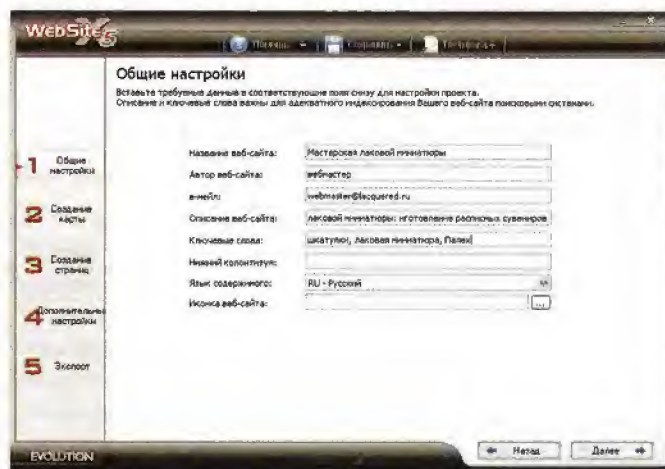 WebSite X5
Помощь
Сохранить
Общие настройки
Вставьте требуемые данные в соответствующие поля снизу для настройки проекта.
Описание и ключевые слова важны для адекватного индексирования Вашего веб-сайта поисковыми системами.
1 Общие настройки
2 Создание карты
3 Создание страниц
4 Дополнительные настройки
5 Экспорт
Название веб-сайта: Мастерская лаковой миниатюры
Автор веб-сайта: вебмастер
e-мейл: webmaster@lacquered.ru
Описание веб-сайта: лаковой миниатюры: иготовление расписных сувениров
Ключевые слова: шкатулки, лаковая миниатюра, Палех
Нижний колонтитул:
Язык содержимого: RU - Русский
Иконка веб-сайта: ...
EVOLUTION
Назад
Далее